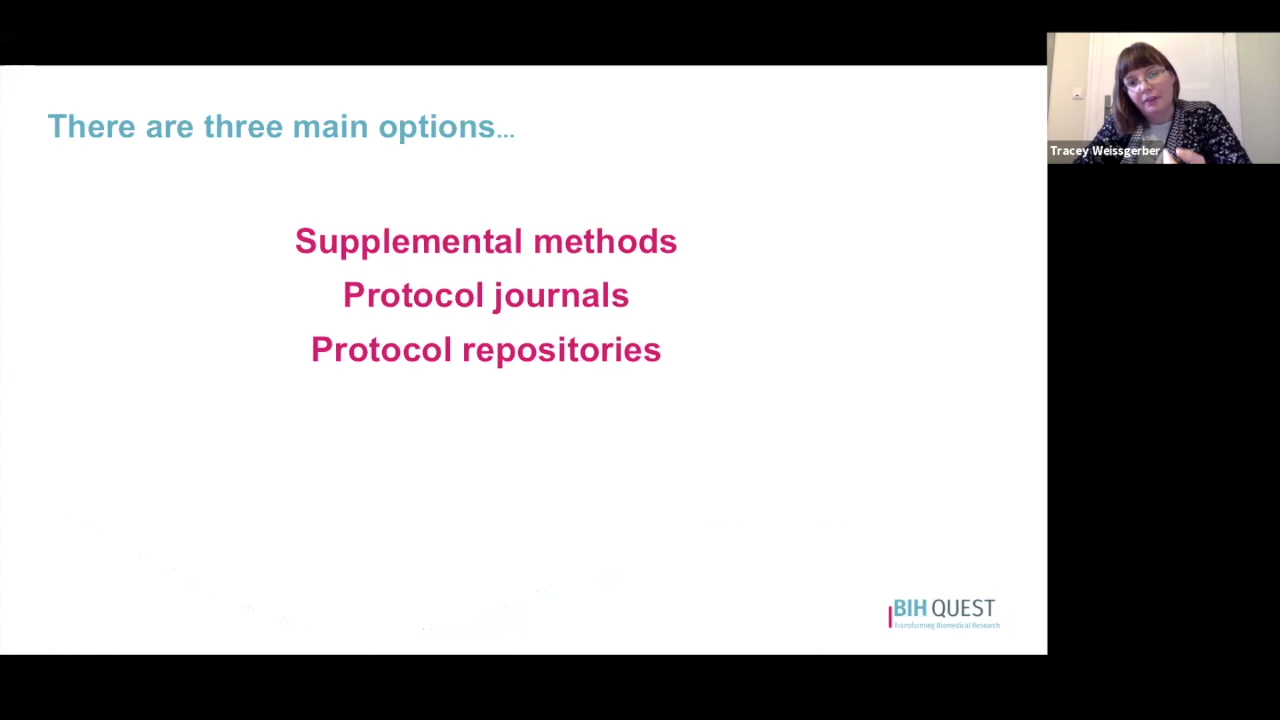 There are three main options...
Supplemental methods
Protocol journals
Protocol repositories
BIH QUEST
Transforming Biomedical Research
Tracey Weissgerber